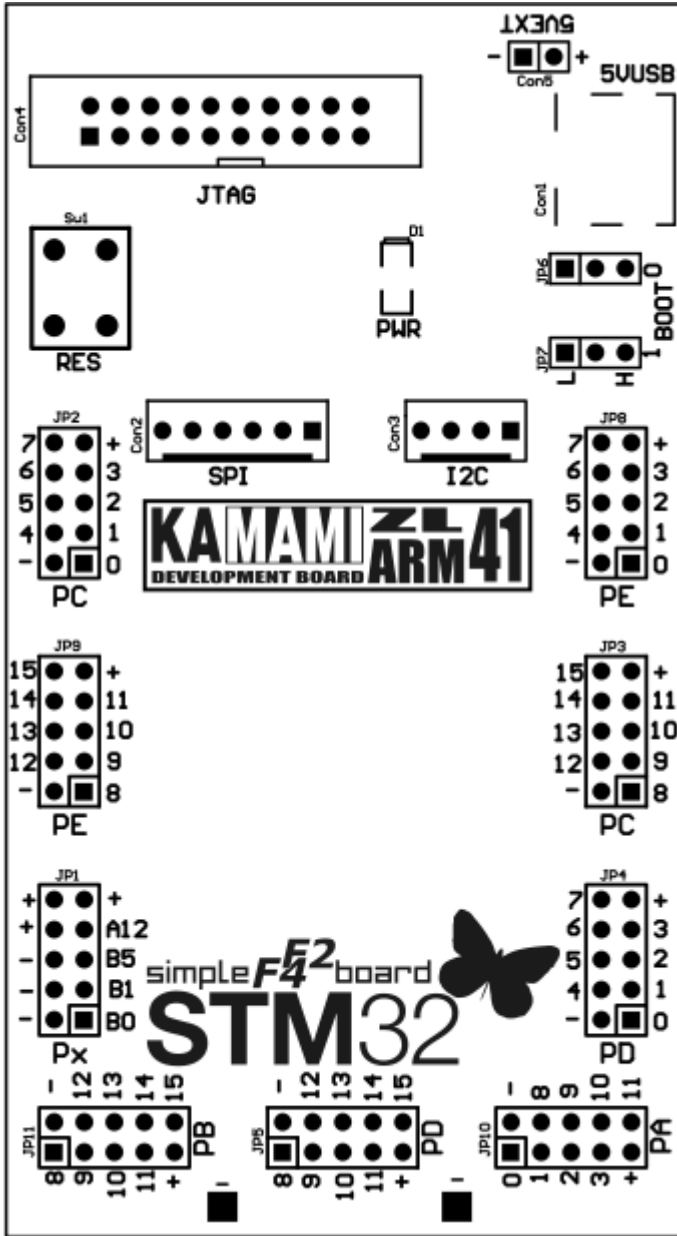 5VEXT
- +
Con5
5VUSB
Con4
JTAG
Con1
Sw1
RES
D1
PWR
JP6
0
BOOT
JP7
1
L H
JP2
7 +
6 3
5 2
4 1
- 0
PC
Con2
SPI
Con3
I2C
JP8
7 +
6 3
5 2
4 1
- 0
PE
KAMAMI ZL
DEVELOPMENT BOARD ARM 41
JP9
15 +
14 11
13 10
12 9
- 8
PE
JP3
15 +
14 11
13 10
12 9
- 8
PC
JP1
+ +
+ A12
- B5
- B1
- B0
Px
simple F4 F2 board
STM32
JP4
7 +
6 3
5 2
4 1
- 0
PD
- 12 13 14 15
JP11
PB
8 9 10 11 +
- 12 13 14 15
JP5
PD
8 9 10 11 +
- 8 9 10 11
JP10
PA
0 1 2 3 +
- -